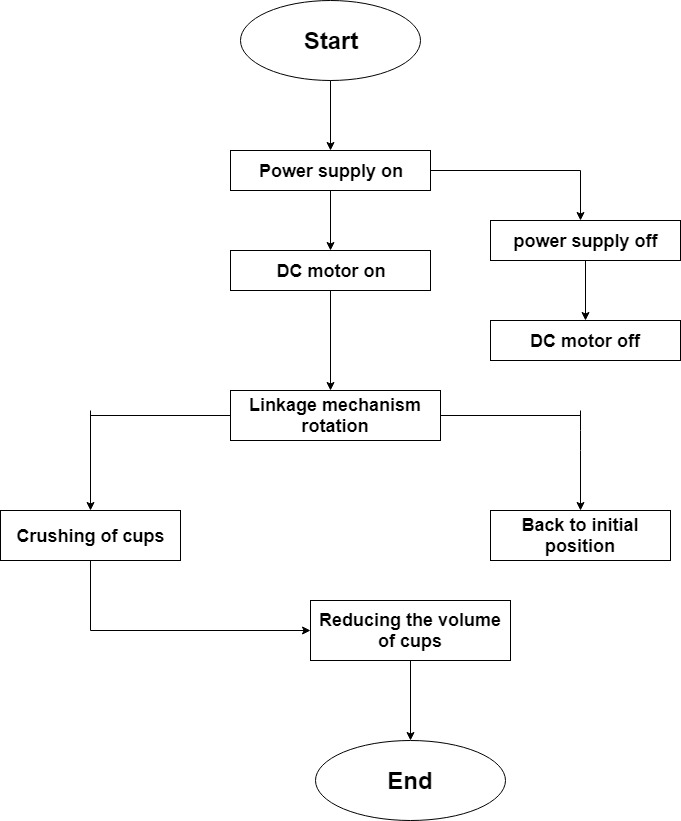 Start
Power supply on
power supply off
DC motor on
DC motor off
Linkage mechanism
rotation
Crushing of cups
Back to initial
position
Reducing the volume
of cups
End